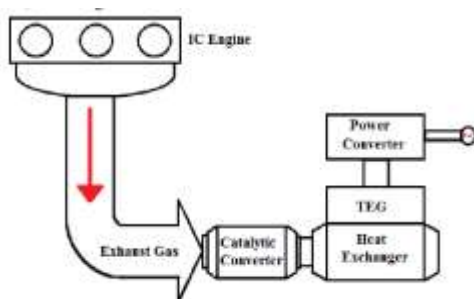 IC Engine
Power
Converter
TEG
Exhaust Gas
Catalytic
Converter
Heat
Exchanger